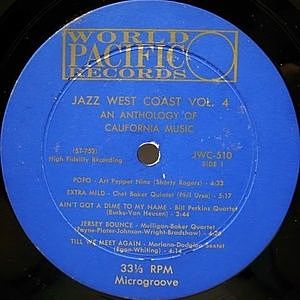 WORLD
PACIFIC
RECORDS
JAZZ WEST COAST VOL. 4
AN ANTHOLOGY OF
CALIFORNIA MUSIC
(ST-752)
High Fidelity Recording
JWC-510
SIDE 1
POPO - Art Pepper Nine (Shorty Rogers) - 4:33
EXTRA MILD - Chet Baker Quintet (Phil Urso) - 5:17
AIN'T GOT A DIME TO MY NAME - Bill Perkins Quartet
(Burke-Van Heusen) - 3:44
JERSEY BOUNCE - Mulligan-Baker Quartet
-Plater-Johnson-Wright-Bradshaw) -
TILL WE MEET AGAIN - Mariano-Dodgion Sextet
(Egan-Whiting) - 4:14
33⅓ RPM
Microgroove